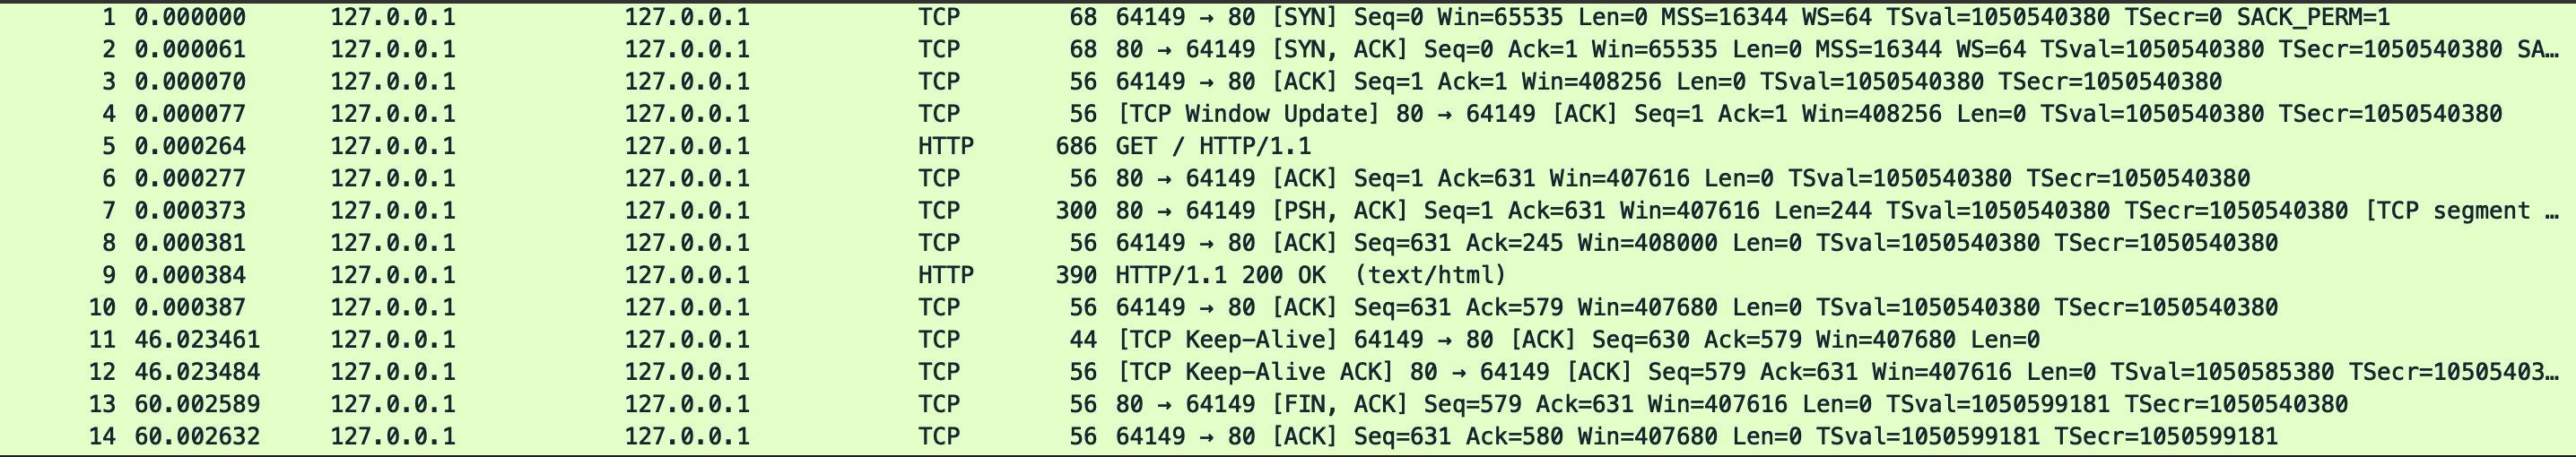 1 0.000000 127.0.0.1 127.0.0.1 TCP 68 64149 → 80 [SYN] Seq=0 Win=65535 Len=0 MSS=16344 WS=64 TSval=1050540380 TSecr=0 SACK_PERM=1
2 0.000061 127.0.0.1 127.0.0.1 TCP 68 80 → 64149 [SYN, ACK] Seq=0 Ack=1 Win=65535 Len=0 MSS=16344 WS=64 TSval=1050540380 TSecr=1050540380 SA…
3 0.000070 127.0.0.1 127.0.0.1 TCP 56 64149 → 80 [ACK] Seq=1 Ack=1 Win=408256 Len=0 TSval=1050540380 TSecr=1050540380
4 0.000077 127.0.0.1 127.0.0.1 TCP 56 [TCP Window Update] 80 → 64149 [ACK] Seq=1 Ack=1 Win=408256 Len=0 TSval=1050540380 TSecr=1050540380
5 0.000264 127.0.0.1 127.0.0.1 HTTP 686 GET / HTTP/1.1
6 0.000277 127.0.0.1 127.0.0.1 TCP 56 80 → 64149 [ACK] Seq=1 Ack=631 Win=407616 Len=0 TSval=1050540380 TSecr=1050540380
7 0.000373 127.0.0.1 127.0.0.1 TCP 300 80 → 64149 [PSH, ACK] Seq=1 Ack=631 Win=407616 Len=244 TSval=1050540380 TSecr=1050540380 [TCP segment …
8 0.000381 127.0.0.1 127.0.0.1 TCP 56 64149 → 80 [ACK] Seq=631 Ack=245 Win=408000 Len=0 TSval=1050540380 TSecr=1050540380
9 0.000384 127.0.0.1 127.0.0.1 HTTP 390 HTTP/1.1 200 OK (text/html)
10 0.000387 127.0.0.1 127.0.0.1 TCP 56 64149 → 80 [ACK] Seq=631 Ack=579 Win=407680 Len=0 TSval=1050540380 TSecr=1050540380
11 46.023461 127.0.0.1 127.0.0.1 TCP 44 [TCP Keep-Alive] 64149 → 80 [ACK] Seq=630 Ack=579 Win=407680 Len=0
12 46.023484 127.0.0.1 127.0.0.1 TCP 56 [TCP Keep-Alive ACK] 80 → 64149 [ACK] Seq=579 Ack=631 Win=407616 Len=0 TSval=1050585380 TSecr=10505403…
13 60.002589 127.0.0.1 127.0.0.1 TCP 56 80 → 64149 [FIN, ACK] Seq=579 Ack=631 Win=407616 Len=0 TSval=1050599181 TSecr=1050540380
14 60.002632 127.0.0.1 127.0.0.1 TCP 56 64149 → 80 [ACK] Seq=631 Ack=580 Win=407680 Len=0 TSval=1050599181 TSecr=1050599181